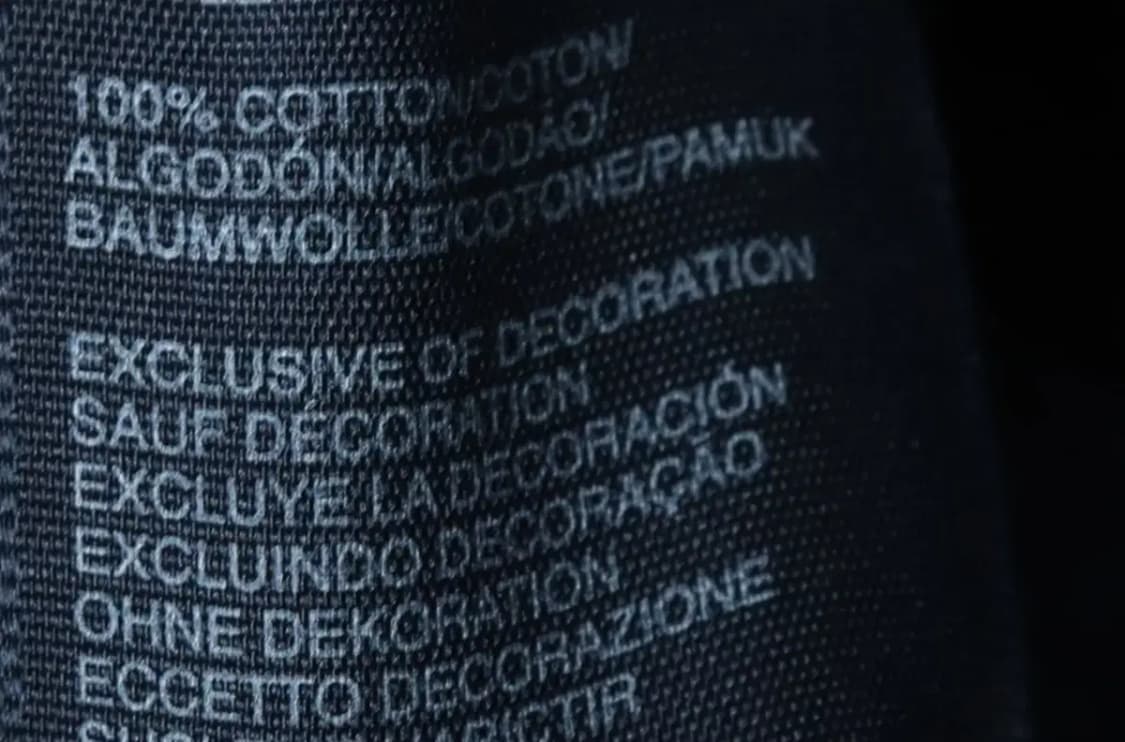 100% COTTON/COTON/
ALGODÓN/ALGODÃO/
BAUMWOLLE/COTONE/PAMUK
EXCLUSIVE OF DECORATION
SAUF DÉCORATION
EXCLUYE LA DECORACIÓN
EXCLUINDO DECORAÇÃO
OHNE DEKORATION
ECCETTO DECORAZIONE